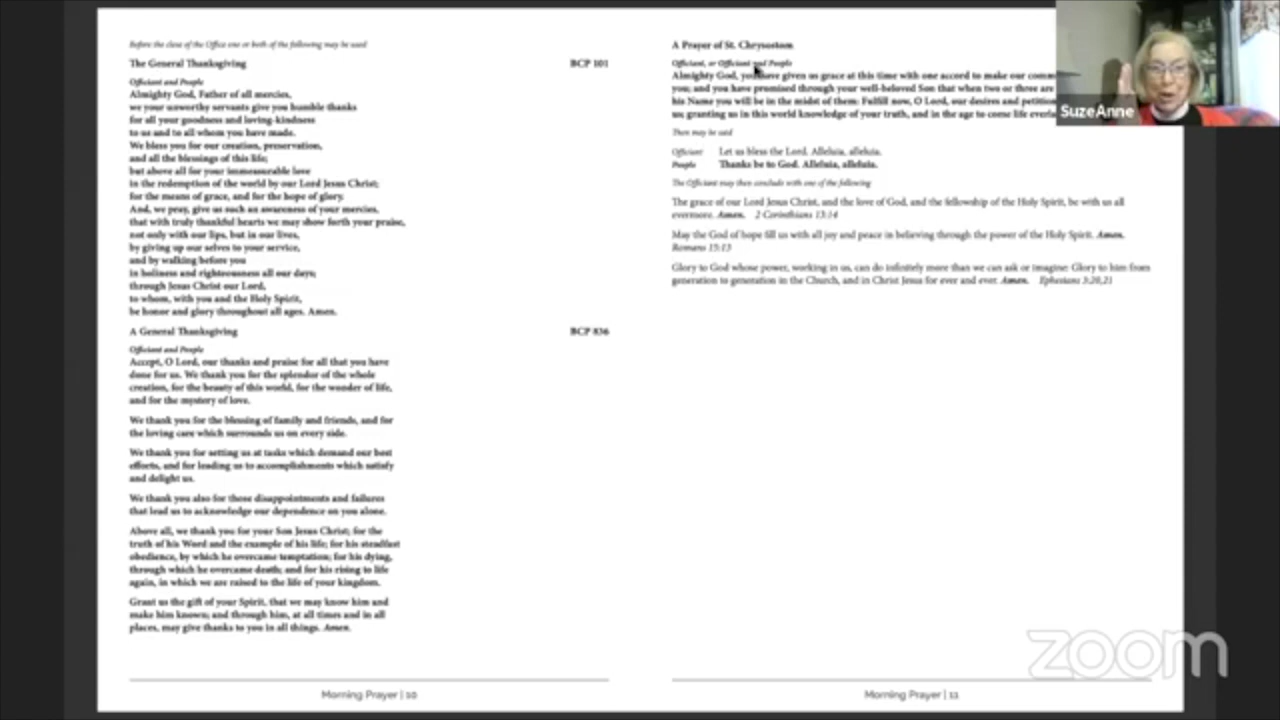 Before the close of the Office one or both of the following may be used
The General Thanksgiving BCP 101
Officiant and People
Almighty God, Father of all mercies,
we your unworthy servants give you humble thanks
for all your goodness and loving-kindness
to us and to all whom you have made.
We bless you for our creation, preservation,
and all the blessings of this life;
but above all for your immeasurable love
in the redemption of the world by our Lord Jesus Christ;
for the means of grace, and for the hope of glory.
And, we pray, give us such an awareness of your mercies,
that with truly thankful hearts we may show forth your praise,
not only with our lips, but in our lives,
by giving up our selves to your service,
and by walking before you
in holiness and righteousness all our days;
through Jesus Christ our Lord,
to whom, with you and the Holy Spirit,
be honor and glory throughout all ages. Amen.
A General Thanksgiving BCP 836
Officiant and People
Accept, O Lord, our thanks and praise for all that you have
done for us. We thank you for the splendor of the whole
creation, for the beauty of this world, for the wonder of life,
and for the mystery of love.
We thank you for the blessing of family and friends, and for
the loving care which surrounds us on every side.
We thank you for setting us at tasks which demand our best
efforts, and for leading us to accomplishments which satisfy
and delight us.
We thank you also for those disappointments and failures
that lead us to acknowledge our dependence on you alone.
Above all, we thank you for your Son Jesus Christ; for the
truth of his Word and the example of his life; for his steadfast
obedience, by which he overcame temptation; for his dying,
through which he overcame death; and for his rising to life
again, in which we are raised to the life of your kingdom.
Grant us the gift of your Spirit, that we may know him and
make him known; and through him, at all times and in all
places, may give thanks to you in all things. Amen.
Morning Prayer | 10
A Prayer of St. Chrysostom
Officiant, or Officiant and People
Almighty God, you have given us grace at this time with one accord to make our
you; and you have promised through your well-beloved Son that when two or three are
his Name you will be in the midst of them: Fulfill now, O Lord, our desires and
us; granting us in this world knowledge of your truth, and in the age to come life
Then may be said
Officiant Let us bless the Lord. Alleluia, alleluia.
People Thanks be to God. Alleluia, alleluia.
The Officiant may then conclude with one of the following
The grace of our Lord Jesus Christ, and the love of God, and the fellowship of the Holy Spirit, be with us all
evermore. Amen. 2 Corinthians 13:14
May the God of hope fill us with all joy and peace in believing through the power of the Holy Spirit. Amen.
Romans 15:13
Glory to God whose power, working in us, can do infinitely more than we can ask or imagine: Glory to him from
generation to generation in the Church, and in Christ Jesus for ever and ever. Amen. Ephesians 3:20,21
Morning Prayer | 11
SuzeAnne
zoom